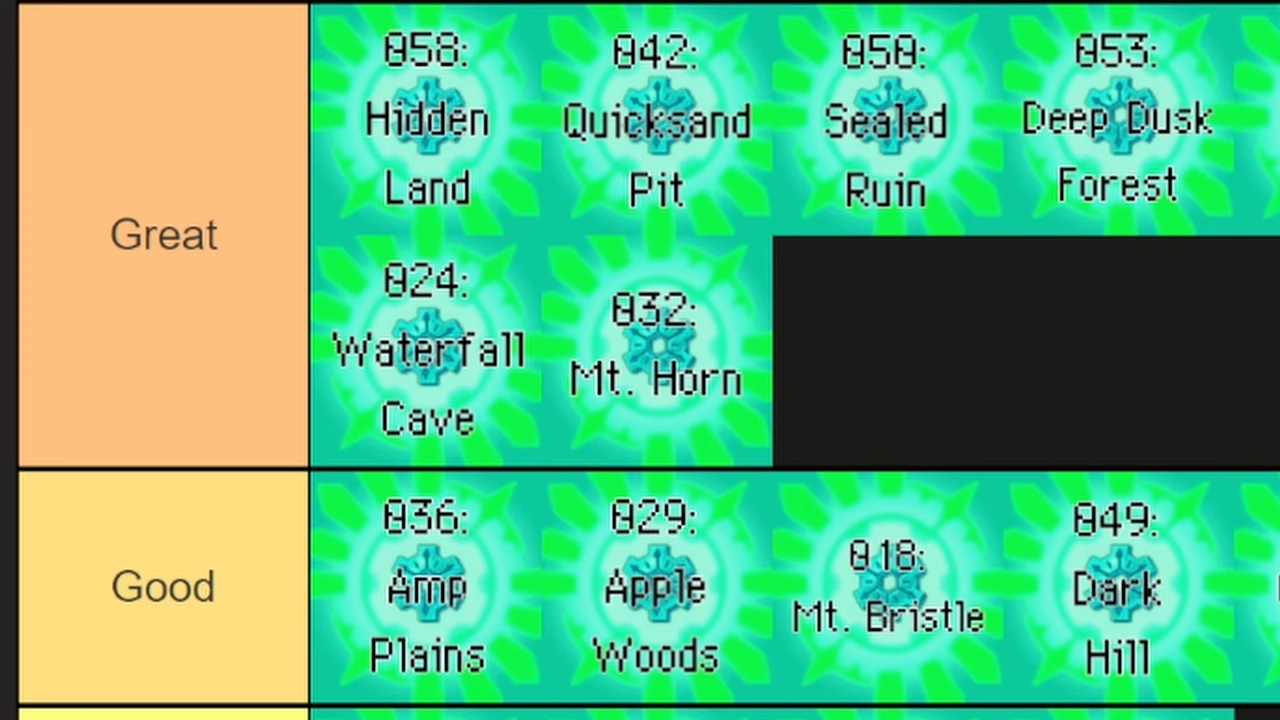 Great
058:
Hidden
Land
042:
Quicksand
Pit
050:
Sealed
Ruin
053:
Deep Dusk
Forest
024:
Waterfall
Cave
032:
Mt. Horn
Good
036:
Amp
Plains
029:
Apple
Woods
018:
Mt. Bristle
049:
Dark
Hill